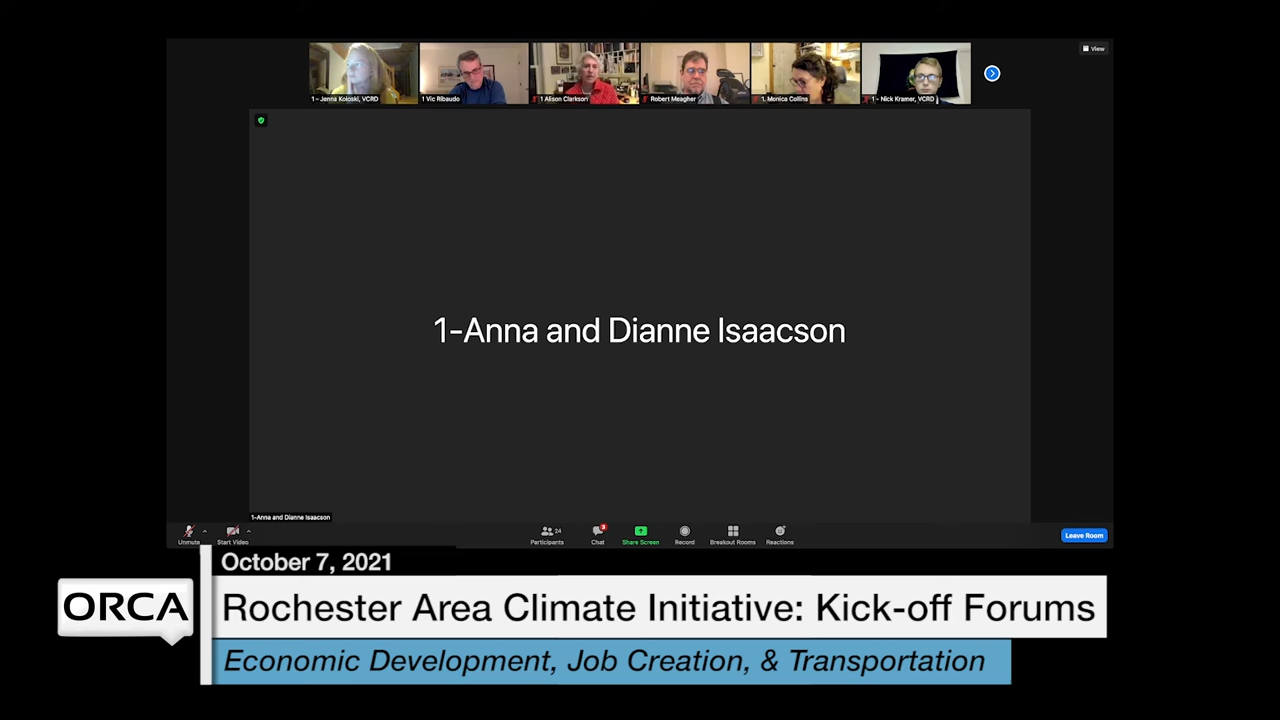 View
1 - Jenna Koloski, VCRD
1 Vic Ribaudo
1 Alison Clarkson
Robert Meagher
1. Monica Collins
1 - Nick Kramer, VCRD
1-Anna and Dianne Isaacson
1-Anna and Dianne Isaacson
Unmute
Start Video
Participants
24
Chat
3
Share Screen
Record
Breakout Rooms
Reactions
Leave Room
October 7, 2021
ORCA
Rochester Area Climate Initiative: Kick-off Forums
Economic Development, Job Creation, & Transportation